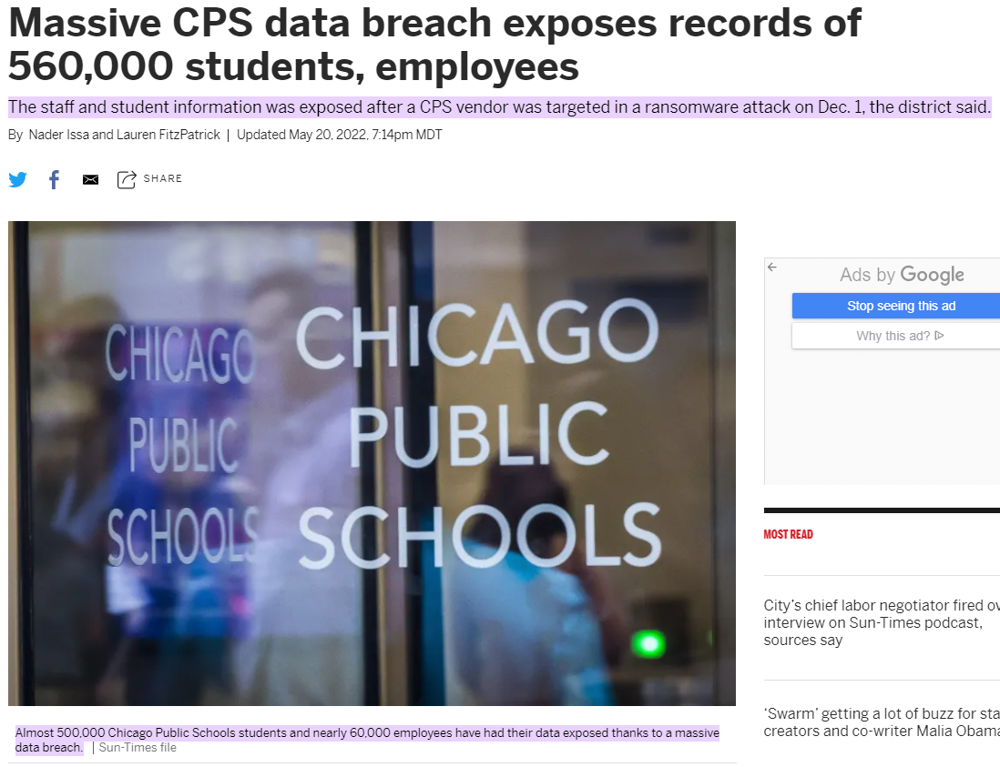 Massive CPS data breach exposes records of
560,000 students, employees
The staff and student information was exposed after a CPS vendor was targeted in a ransomware attack on Dec. 1, the district said.
By Nader Issa and Lauren FitzPatrick | Updated May 20, 2022, 7:14pm MDT
SHARE
CHICAGO
PUBLIC
SCHOOLS
CHICAGO
PUBLIC
SCHOOLS
Almost 500,000 Chicago Public Schools students and nearly 60,000 employees have had their data exposed thanks to a massive
data breach. | Sun-Times file
Ads by Google
Stop seeing this ad
Why this ad?
MOST READ
City’s chief labor negotiator fired
interview on Sun-Times podcast,
sources say
‘Swarm’ getting a lot of buzz for
creators and co-writer Malia Obama